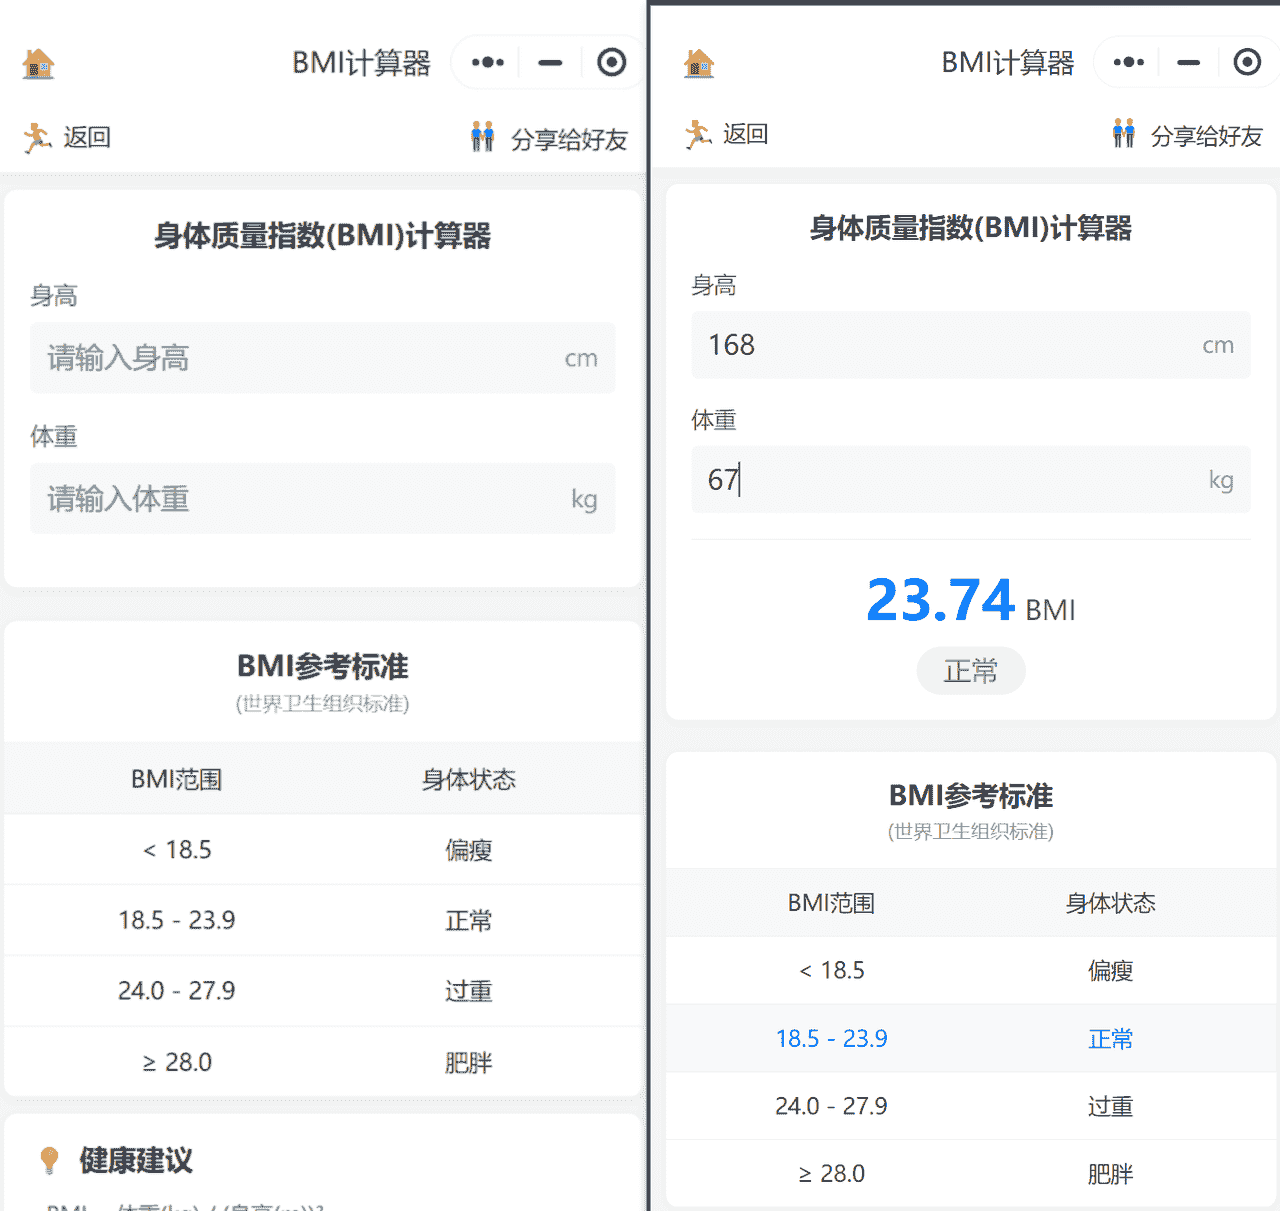 BMI计算器
返回
分享给好友
身体质量指数(BMI)计算器
身高
请输入身高 cm
体重
请输入体重 kg
BMI参考标准
(世界卫生组织标准)
BMI范围 身体状态
< 18.5 偏瘦
18.5 - 23.9 正常
24.0 - 27.9 过重
≥ 28.0 肥胖
健康建议
BMI计算器
返回
分享给好友
身体质量指数(BMI)计算器
身高
168 cm
体重
67 kg
23.74 BMI
正常
BMI参考标准
(世界卫生组织标准)
BMI范围 身体状态
< 18.5 偏瘦
18.5 - 23.9 正常
24.0 - 27.9 过重
≥ 28.0 肥胖